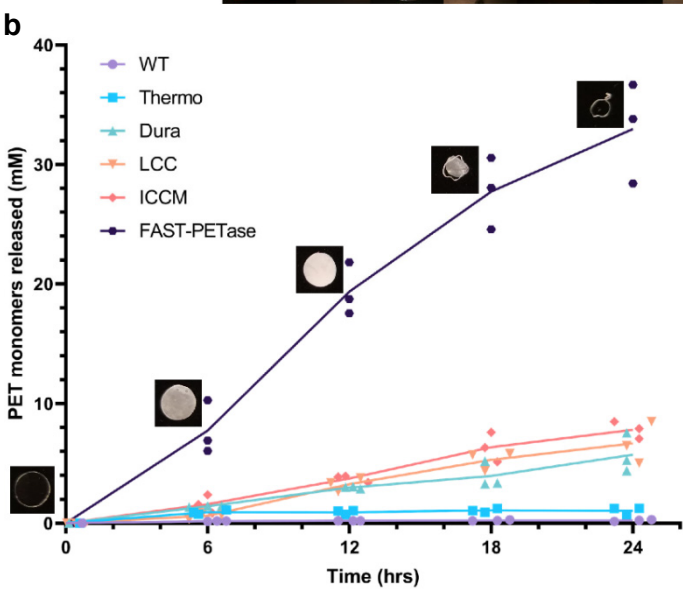 b
40
30
20
10
0
PET monomers released (mM)
WT
Thermo
Dura
LCC
ICCM
FAST-PETase
0 6 12 18 24
Time (hrs)